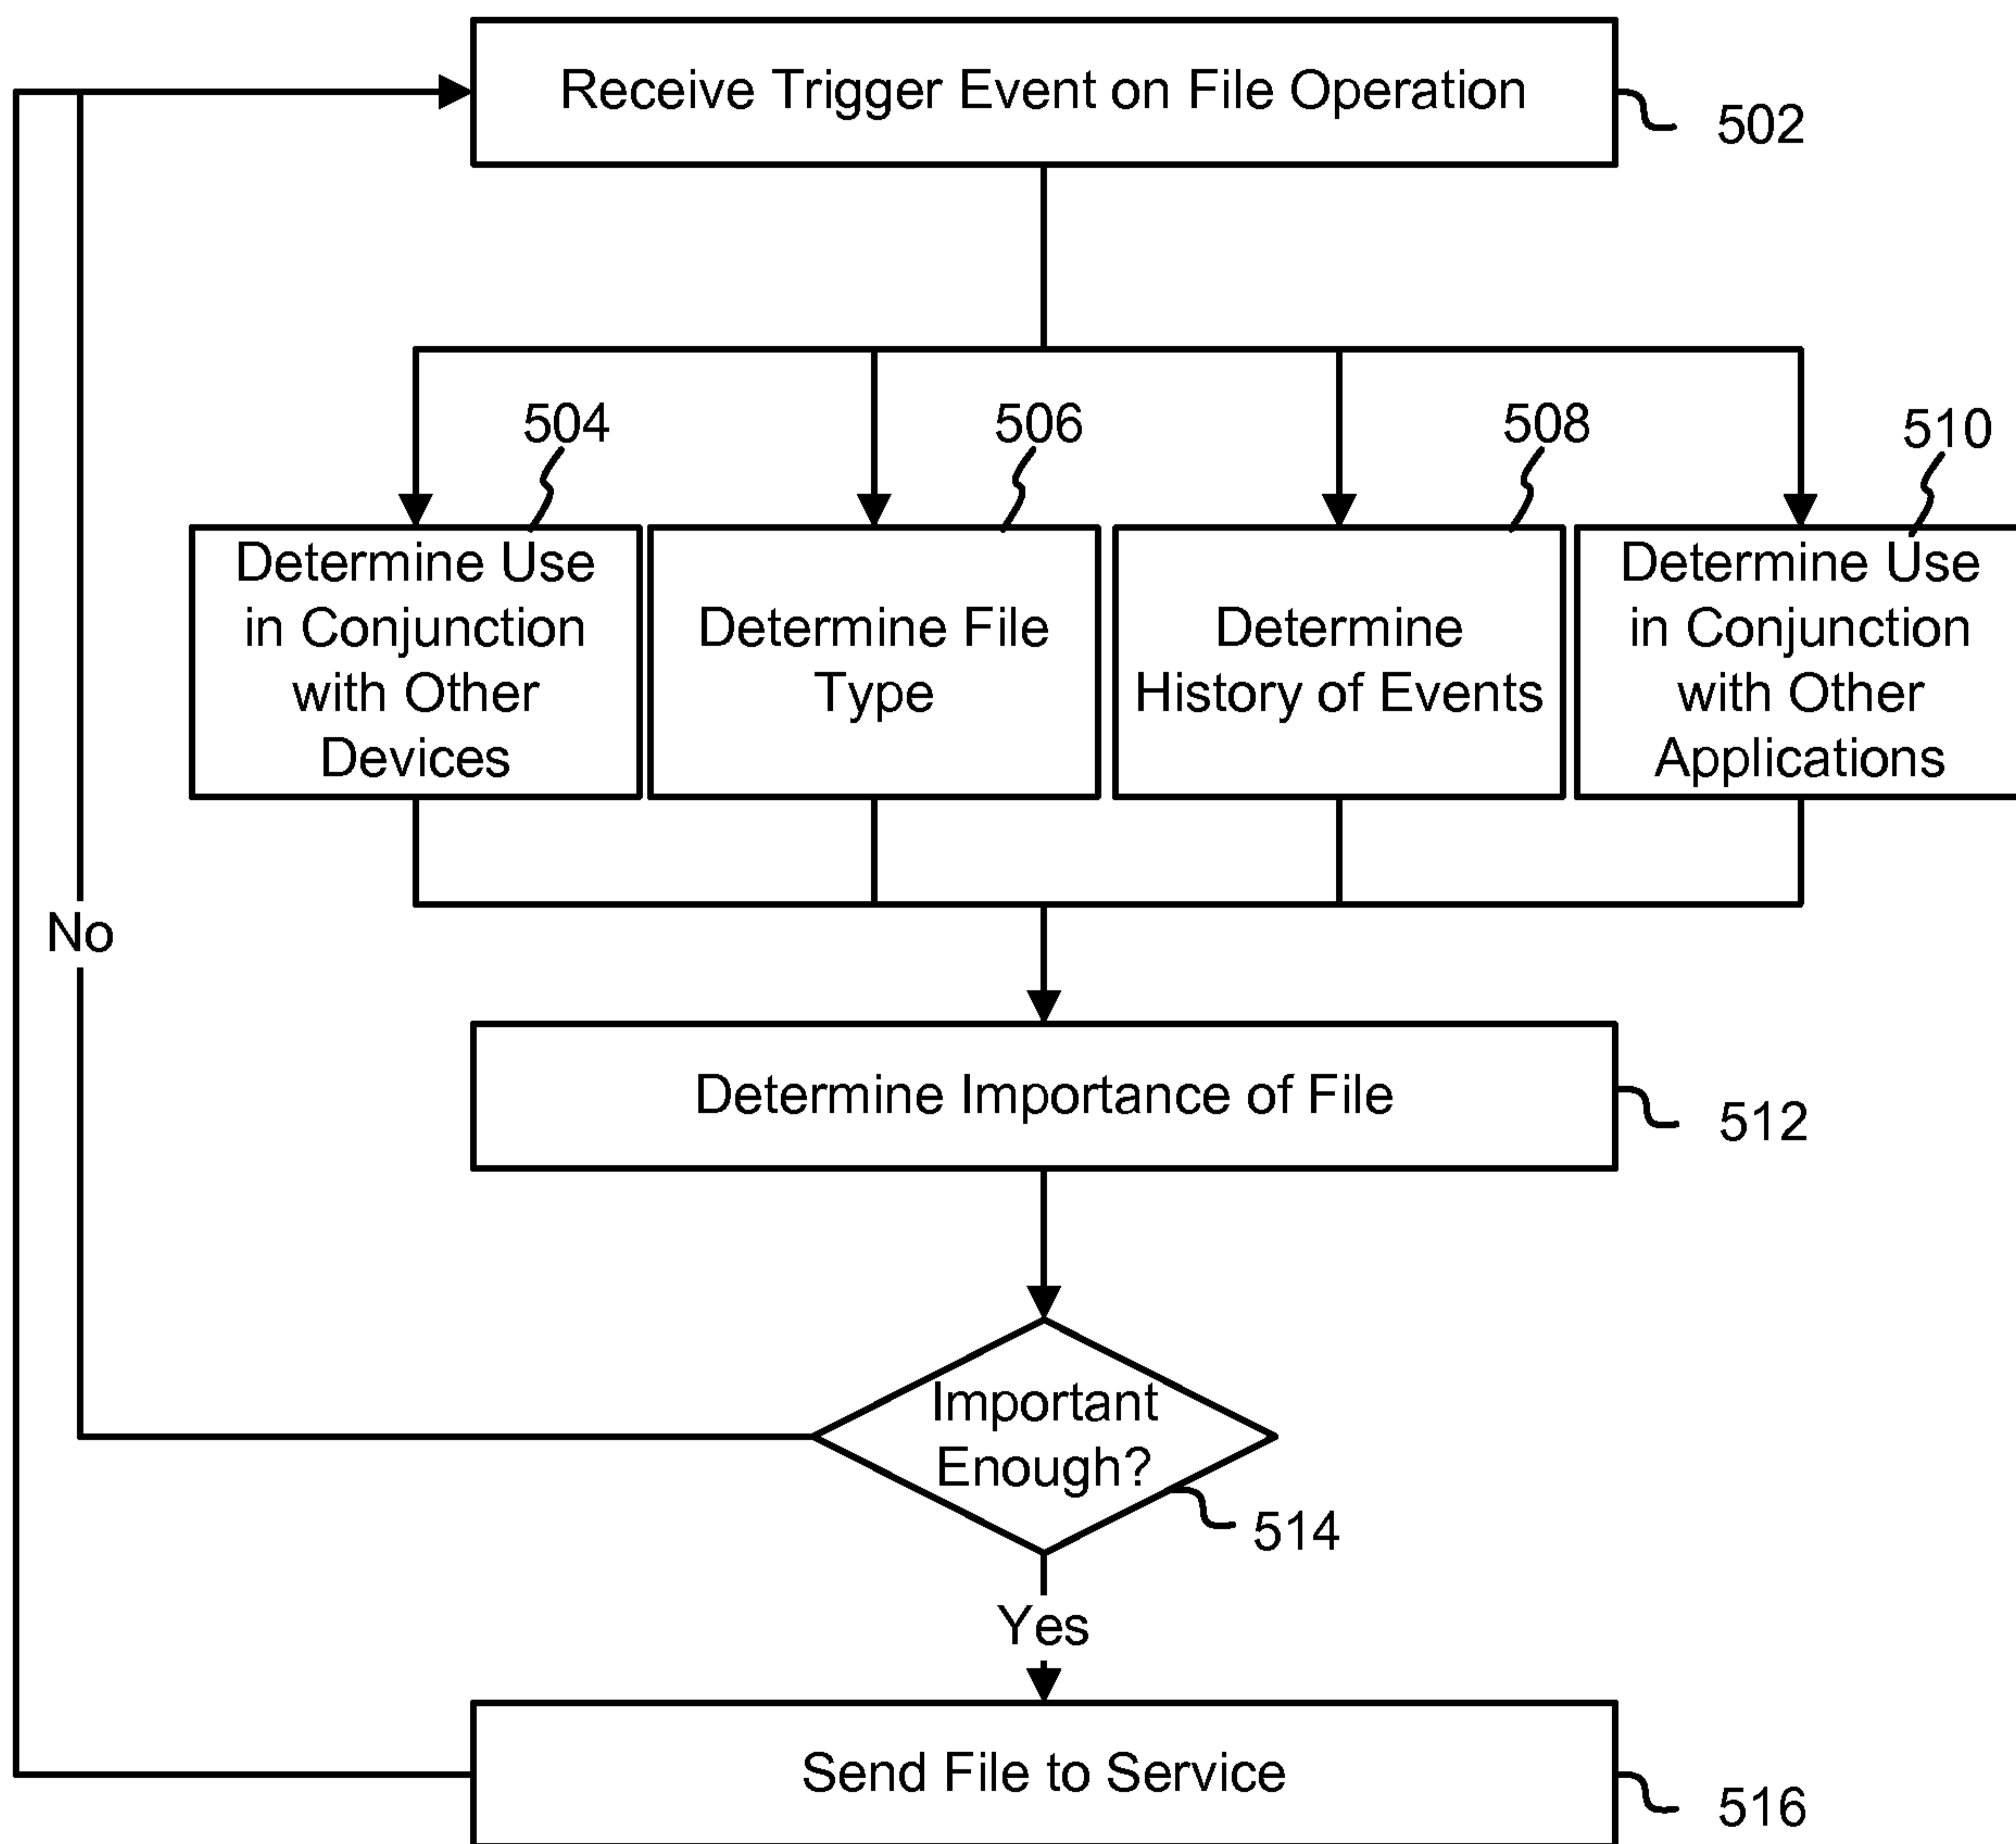 Receive Trigger Event on File Operation
502
504
506
508
510
Determine Use
in Conjunction
with Other
Devices
Determine File
Type
Determine
History of Events
Determine Use
in Conjunction
with Other
Applications
No
Determine Importance of File
512
Important
Enough?
514
Yes
Send File to Service
516